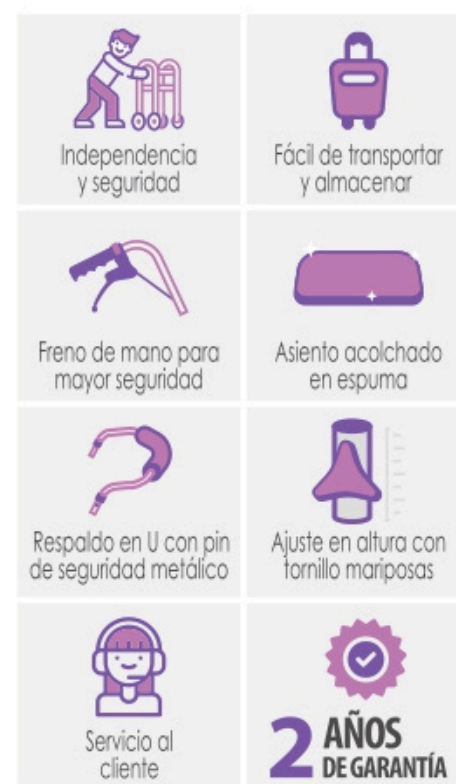 Independencia
y seguridad
Fácil de transportar
y almacenar
Freno de mano para
mayor seguridad
Asiento acolchado
en espuma
Respaldo en U con pin
de seguridad metálico
Ajuste en altura con
tornillo mariposas
Servicio al
cliente
2 AÑOS
DE GARANTÍA